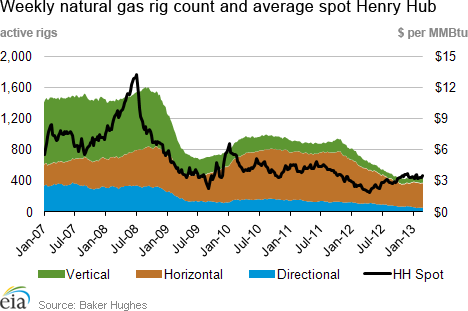 Weekly natural gas rig count and average spot Henry Hub
active rigs $ per MMBtu
2,000 $15
1,600 $12
1,200 $9
800 $6
400 $3
0 $0
Jan-07 Jul-07 Jan-08 Jul-08 Jan-09 Jul-09 Jan-10 Jul-10 Jan-11 Jul-11 Jan-12 Jul-12 Jan-13
Vertical Horizontal Directional HH Spot
eia Source: Baker Hughes